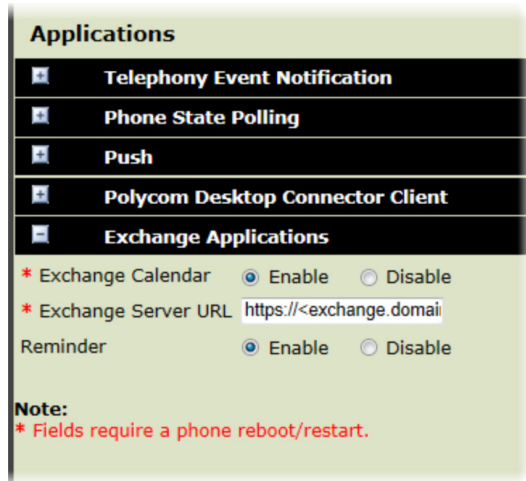 Applications
Telephony Event Notification
Phone State Polling
Push
Polycom Desktop Connector Client
Exchange Applications
* Exchange Calendar Enable Disable
* Exchange Server URL https://<exchange.domai
Reminder Enable Disable
Note:
* Fields require a phone reboot/restart.